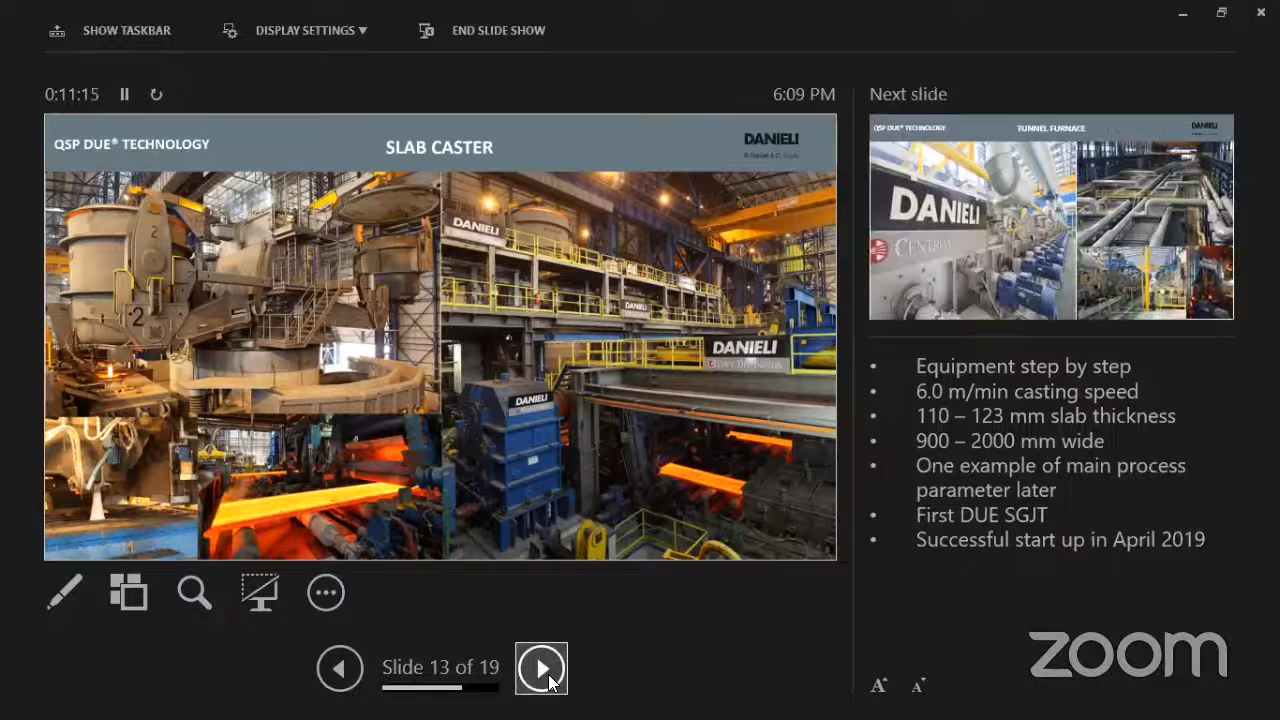 SHOW TASKBAR
DISPLAY SETTINGS ▼
END SLIDE SHOW
0:11:15
6:09 PM
Next slide
QSP DUE® TECHNOLOGY
SLAB CASTER
DANIELI
2
2
DANIELI
DANIELI
DANIELI
DANIELI
QSP DUE® TECHNOLOGY
TUNNEL FURNACE
DANIELI
DANIELI
• Equipment step by step
• 6.0 m/min casting speed
• 110 – 123 mm slab thickness
• 900 – 2000 mm wide
• One example of main process
parameter later
• First DUE SGJT
• Successful start up in April 2019
Slide 13 of 19
A A
zoom